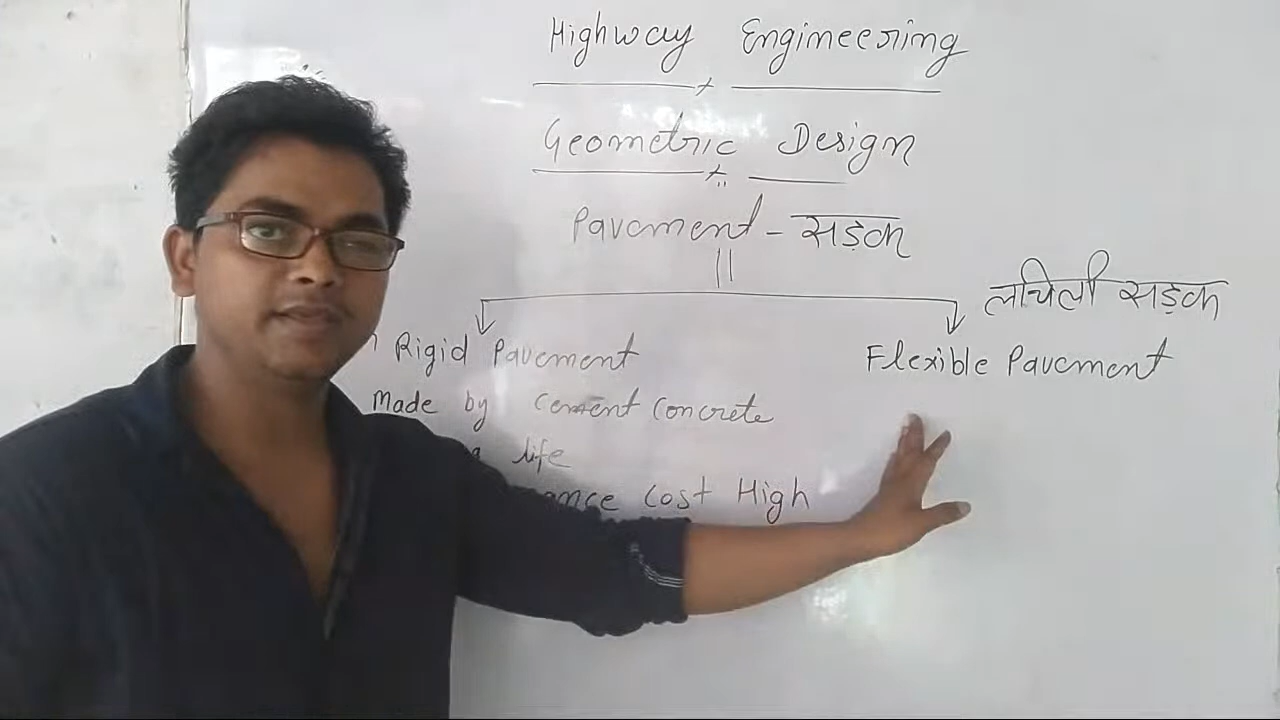 Highway Engineering
Geometric Design
Pavement - सड़क
लचिली सड़क
Rigid Pavement
Flexible Pavement
Made by cement Concrete
life
Cost High